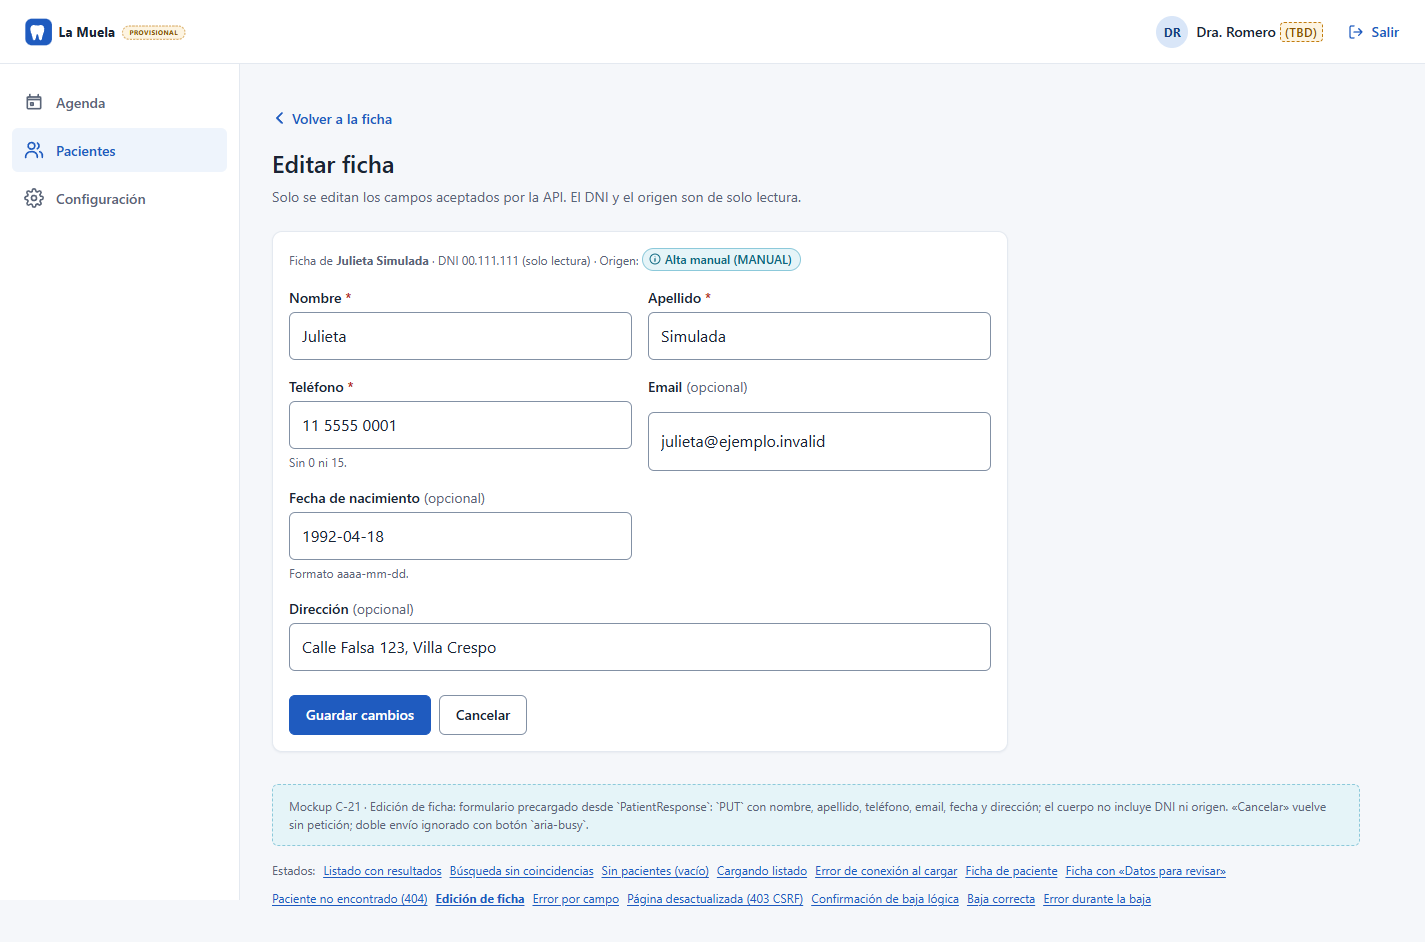 La Muela PROVISIONAL
DR Dra. Romero (TBD) Salir
Agenda
Pacientes
Configuración
Volver a la ficha
Editar ficha
Solo se editan los campos aceptados por la API. El DNI y el origen son de solo lectura.
Ficha de Julieta Simulada · DNI 00.111.111 (solo lectura) · Origen: Alta manual (MANUAL)
Nombre * Apellido *
Julieta Simulada
Teléfono * Email (opcional)
11 5555 0001 julieta@ejemplo.invalid
Sin 0 ni 15.
Fecha de nacimiento (opcional)
1992-04-18
Formato aaaa-mm-dd.
Dirección (opcional)
Calle Falsa 123, Villa Crespo
Guardar cambios Cancelar
Mockup C-21 · Edición de ficha: formulario precargado desde `PatientResponse`: `PUT` con nombre, apellido, teléfono, email, fecha y dirección; el cuerpo no incluye DNI ni origen. «Cancelar» vuelve
sin petición; doble envío ignorado con botón `aria-busy`.
Estados: Listado con resultados Búsqueda sin coincidencias Sin pacientes (vacío) Cargando listado Error de conexión al cargar Ficha de paciente Ficha con «Datos para revisar»
Paciente no encontrado (404) Edición de ficha Error por campo Página desactualizada (403 CSRF) Confirmación de baja lógica Baja correcta Error durante la baja